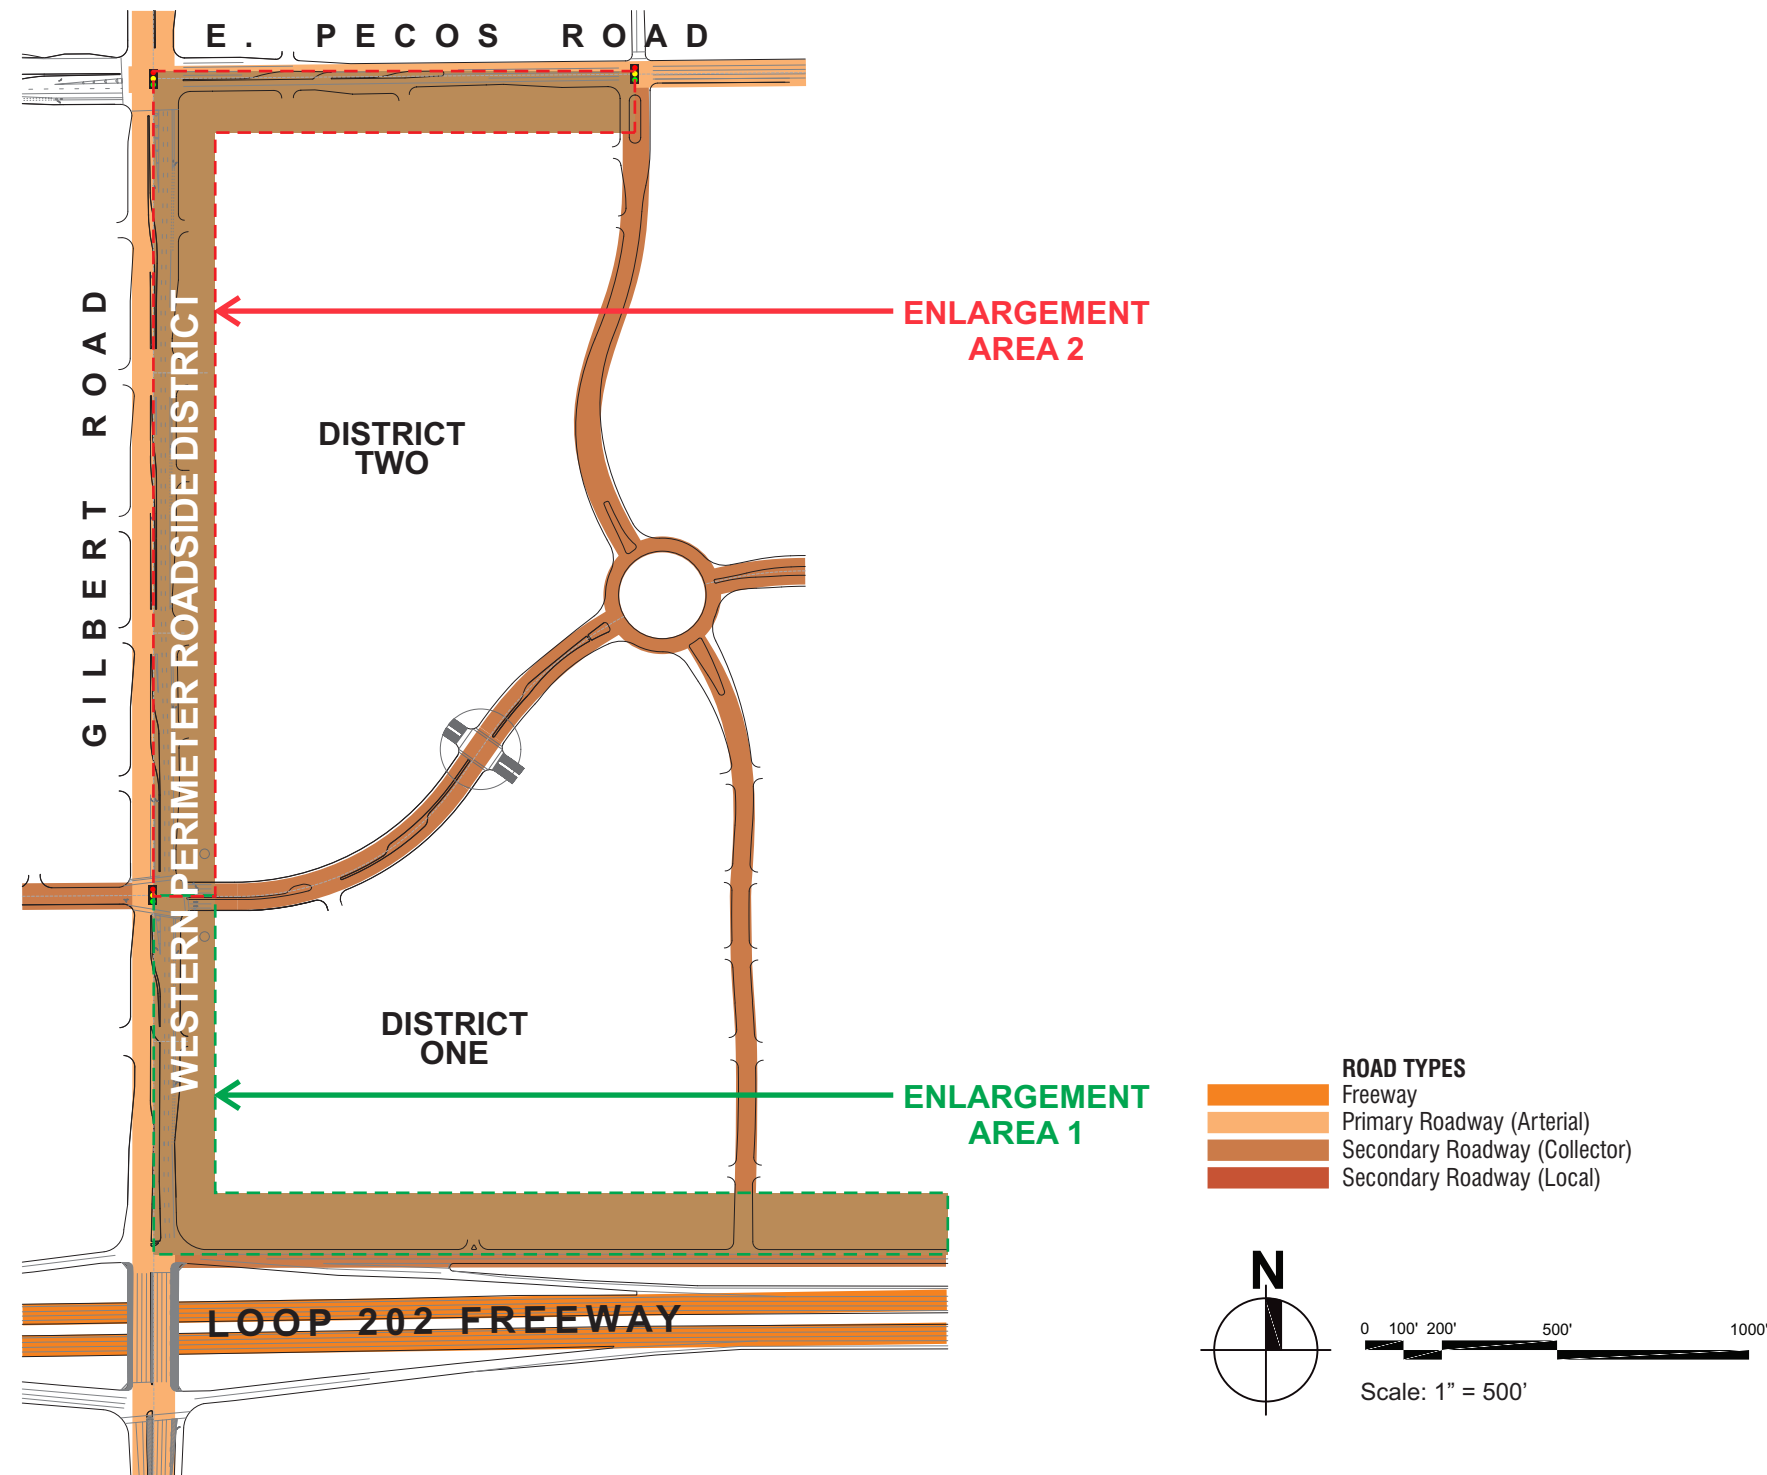 E. PECOS ROAD
GILBERT ROAD
WESTERN PERIMETER ROADSIDE DISTRICT
ENLARGEMENT
AREA 2
DISTRICT
TWO
DISTRICT
ONE
ENLARGEMENT
AREA 1
LOOP 202 FREEWAY
ROAD TYPES
Freeway
Primary Roadway (Arterial)
Secondary Roadway (Collector)
Secondary Roadway (Local)
N
0 100' 200' 500' 1000'
Scale: 1” = 500’